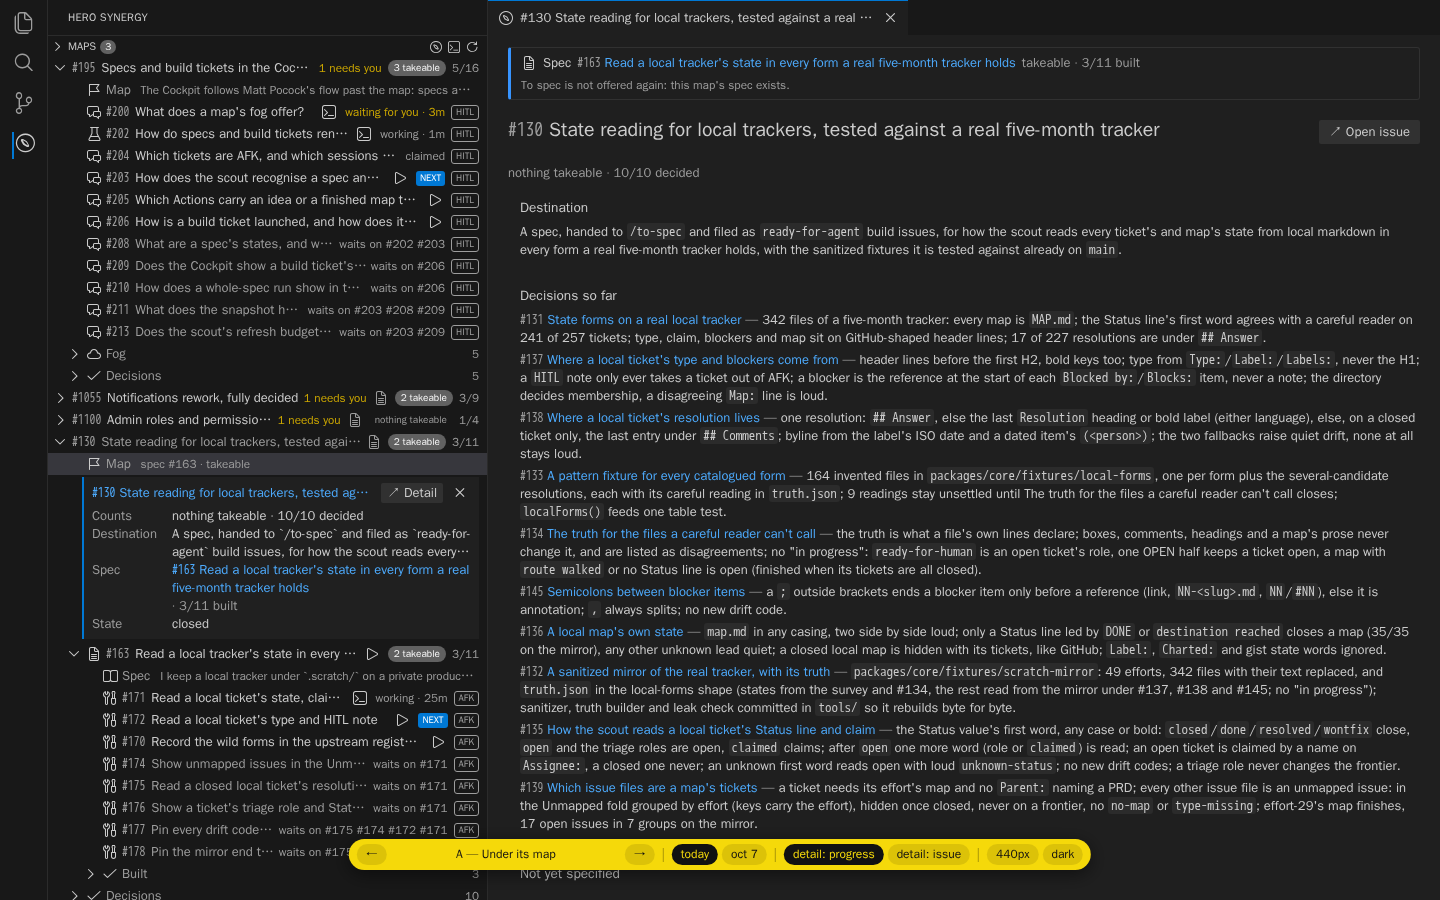 HERO SYNERGY
MAPS 3
#195 Specs and build tickets in the Coc··· 1 needs you 3 takeable 5/16
Map The Cockpit follows Matt Pocock's flow past the map: specs a···
#200 What does a map's fog offer? waiting for you · 3m HITL
#202 How do specs and build tickets ren··· working · 1m HITL
#204 Which tickets are AFK, and which sessions ··· claimed HITL
#203 How does the scout recognise a spec an··· NEXT HITL
#205 Which Actions carry an idea or a finished map t··· HITL
#206 How is a build ticket launched, and how does it··· HITL
#208 What are a spec's states, and w··· waits on #202 #203 HITL
#209 Does the Cockpit show a build ticket's··· waits on #206 HITL
#210 How does a whole-spec run show in t··· waits on #206 HITL
#211 What does the snapshot h··· waits on #203 #208 #209 HITL
#213 Does the scout's refresh budget··· waits on #203 #209 HITL
Fog 5
Decisions 5
#1055 Notifications rework, fully decided 1 needs you 2 takeable 3/9
#1100 Admin roles and permissio··· 1 needs you nothing takeable 1/4
#130 State reading for local trackers, tested agai··· 2 takeable 3/11
Map spec #163 · takeable
#130 State reading for local trackers, tested ag··· ↗ Detail
Counts nothing takeable · 10/10 decided
Destination A spec, handed to `/to-spec` and filed as `ready-for-
agent` build issues, for how the scout reads every···
Spec #163 Read a local tracker's state in every form a real
five-month tracker holds
· 3/11 built
State closed
#163 Read a local tracker's state in every ··· 2 takeable 3/11
Spec I keep a local tracker under `.scratch/` on a private produc···
#171 Read a local ticket's state, clai··· working · 25m AFK
#172 Read a local ticket's type and HITL note NEXT AFK
#170 Record the wild forms in the upstream regist··· AFK
#174 Show unmapped issues in the Unm··· waits on #171 AFK
#175 Read a closed local ticket's resoluti··· waits on #171 AFK
#176 Show a ticket's triage role and Stat··· waits on #171 AFK
#177 Pin every drift code··· waits on #175 #174 #172 #171 AFK
#178 Pin the mirror end t··· waits on #175
Built 3
Decisions 10
#130 State reading for local trackers, tested against a real ···
Spec #163 Read a local tracker's state in every form a real five-month tracker holds takeable · 3/11 built
To spec is not offered again: this map's spec exists.
#130 State reading for local trackers, tested against a real five-month tracker
↗ Open issue
nothing takeable · 10/10 decided
Destination
A spec, handed to /to-spec and filed as ready-for-agent build issues, for how the scout reads every ticket's and map's state from local markdown in
every form a real five-month tracker holds, with the sanitized fixtures it is tested against already on main.
Decisions so far
#131 State forms on a real local tracker — 342 files of a five-month tracker: every map is MAP.md; the Status line's first word agrees with a careful reader on
241 of 257 tickets; type, claim, blockers and map sit on GitHub-shaped header lines; 17 of 227 resolutions are under ## Answer.
#137 Where a local ticket's type and blockers come from — header lines before the first H2, bold keys too; type from Type:/Label:/Labels:, never the H1;
a HITL note only ever takes a ticket out of AFK; a blocker is the reference at the start of each Blocked by:/Blocks: item, never a note; the directory
decides membership, a disagreeing Map: line is loud.
#138 Where a local ticket's resolution lives — one resolution: ## Answer, else the last Resolution heading or bold label (either language), else, on a closed
ticket only, the last entry under ## Comments; byline from the label's ISO date and a dated item's (<person>); the two fallbacks raise quiet drift, none at all
stays loud.
#133 A pattern fixture for every catalogued form — 164 invented files in packages/core/fixtures/local-forms, one per form plus the several-candidate
resolutions, each with its careful reading in truth.json; 9 readings stay unsettled until The truth for the files a careful reader can't call closes;
localForms() feeds one table test.
#134 The truth for the files a careful reader can't call — the truth is what a file's own lines declare; boxes, comments, headings and a map's prose never
change it, and are listed as disagreements; no "in progress": ready-for-human is an open ticket's role, one OPEN half keeps a ticket open, a map with
route walked or no Status line is open (finished when its tickets are all closed).
#145 Semicolons between blocker items — a ; outside brackets ends a blocker item only before a reference (link, NN-<slug>.md, NN/#NN), else it is
annotation; , always splits; no new drift code.
#136 A local map's own state — map.md in any casing, two side by side loud; only a Status line led by DONE or destination reached closes a map (35/35
on the mirror), any other unknown lead quiet; a closed local map is hidden with its tickets, like GitHub; Label:, Charted: and gist state words ignored.
#132 A sanitized mirror of the real tracker, with its truth — packages/core/fixtures/scratch-mirror: 49 efforts, 342 files with their text replaced, and
truth.json in the local-forms shape (states from the survey and #134, the rest read from the mirror under #137, #138 and #145; no "in progress");
sanitizer, truth builder and leak check committed in tools/ so it rebuilds byte for byte.
#135 How the scout reads a local ticket's Status line and claim — the Status value's first word, any case or bold: closed/done/resolved/wontfix close,
open and the triage roles are open, claimed claims; after open one more word (role or claimed) is read; an open ticket is claimed by a name on
Assignee:, a closed one never; an unknown first word reads open with loud unknown-status; no new drift codes; a triage role never changes the frontier.
#139 Which issue files are a map's tickets — a ticket needs its effort's map and no Parent: naming a PRD; every other issue file is an unmapped issue: in
the Unmapped fold grouped by effort (keys carry the effort), hidden once closed, never on a frontier, no no-map or type-missing; effort-29's map finishes,
17 open issues in 7 groups on the mirror.
← A — Under its map → | today oct 7 | detail: progress detail: issue | 440px dark
Not yet specified